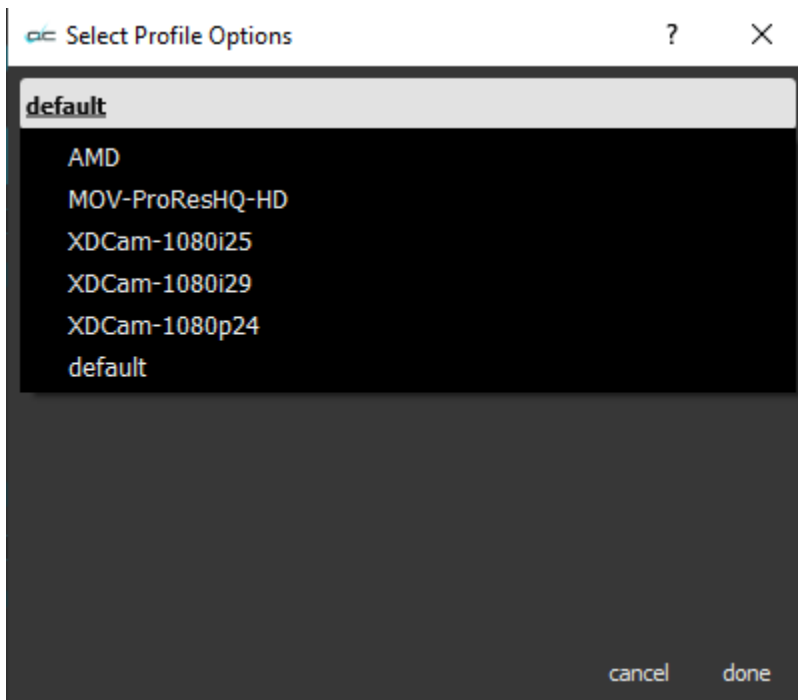 Select Profile Options ?
default
AMD
MOV-ProResHQ-HD
XDCam-1080i25
XDCam-1080i29
XDCam-1080p24
default
cancel done